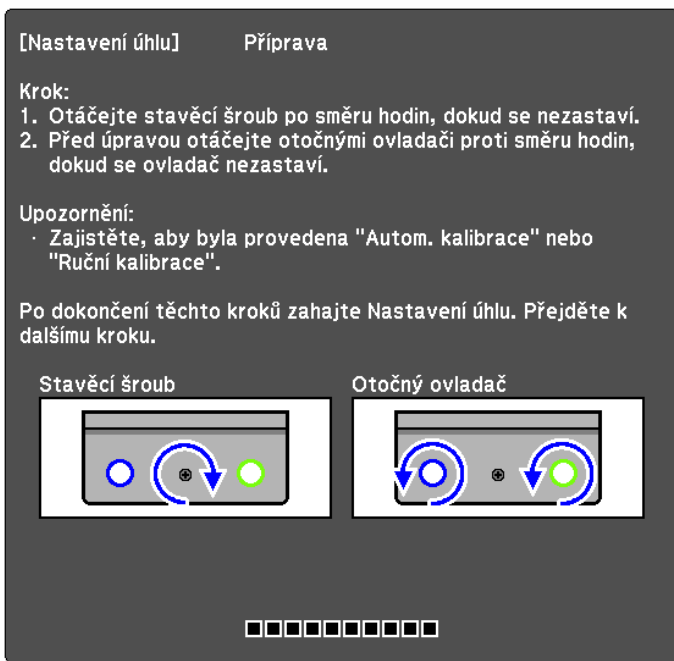 [Nastavení úhlu] Příprava
Krok:
1. Otáčejte stavěcí šroub po směru hodin, dokud se nezastaví.
2. Před úpravou otáčejte otočnými ovladači proti směru hodin,
dokud se ovladač nezastaví.
Upozornění:
· Zajistěte, aby byla provedena "Autom. kalibrace" nebo
"Ruční kalibrace".
Po dokončení těchto kroků zahajte Nastavení úhlu. Přejděte k
dalšímu kroku.
Stavěcí šroub
Otočný ovladač